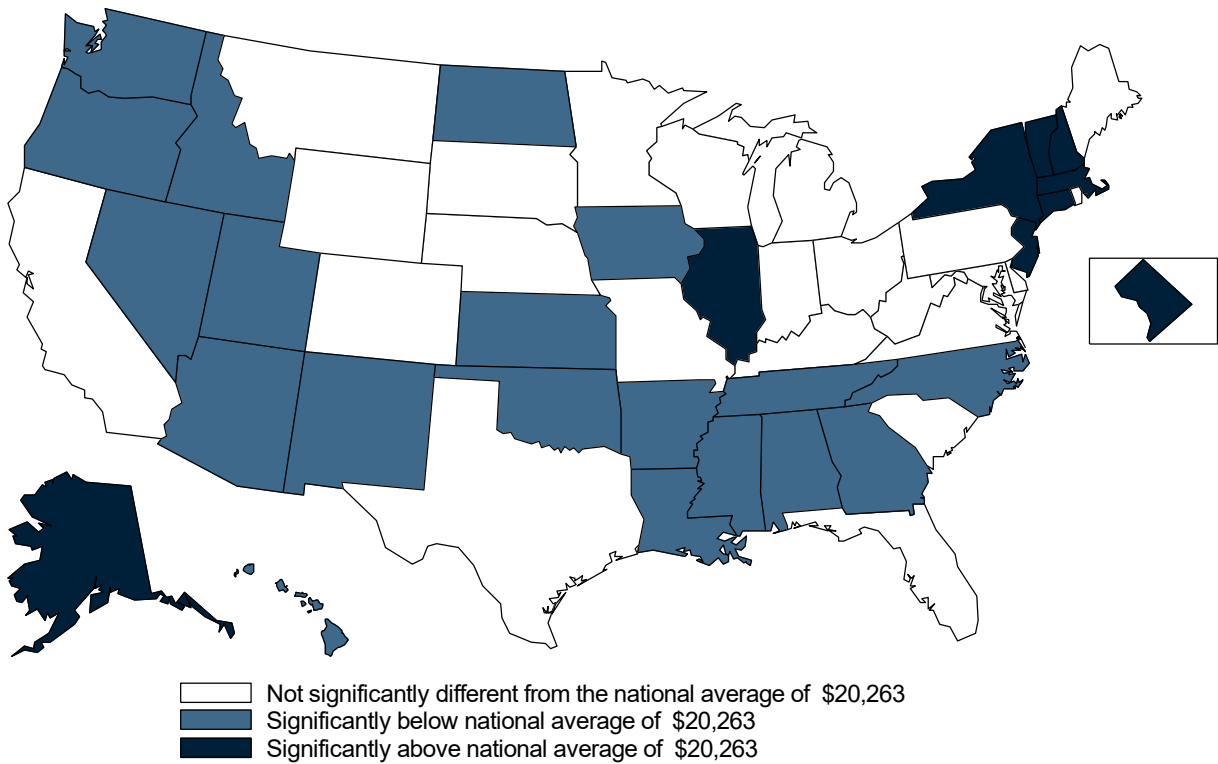 Not significantly different from the national average of $20,263
Significantly below national average of $20,263
Significantly above national average of $20,263